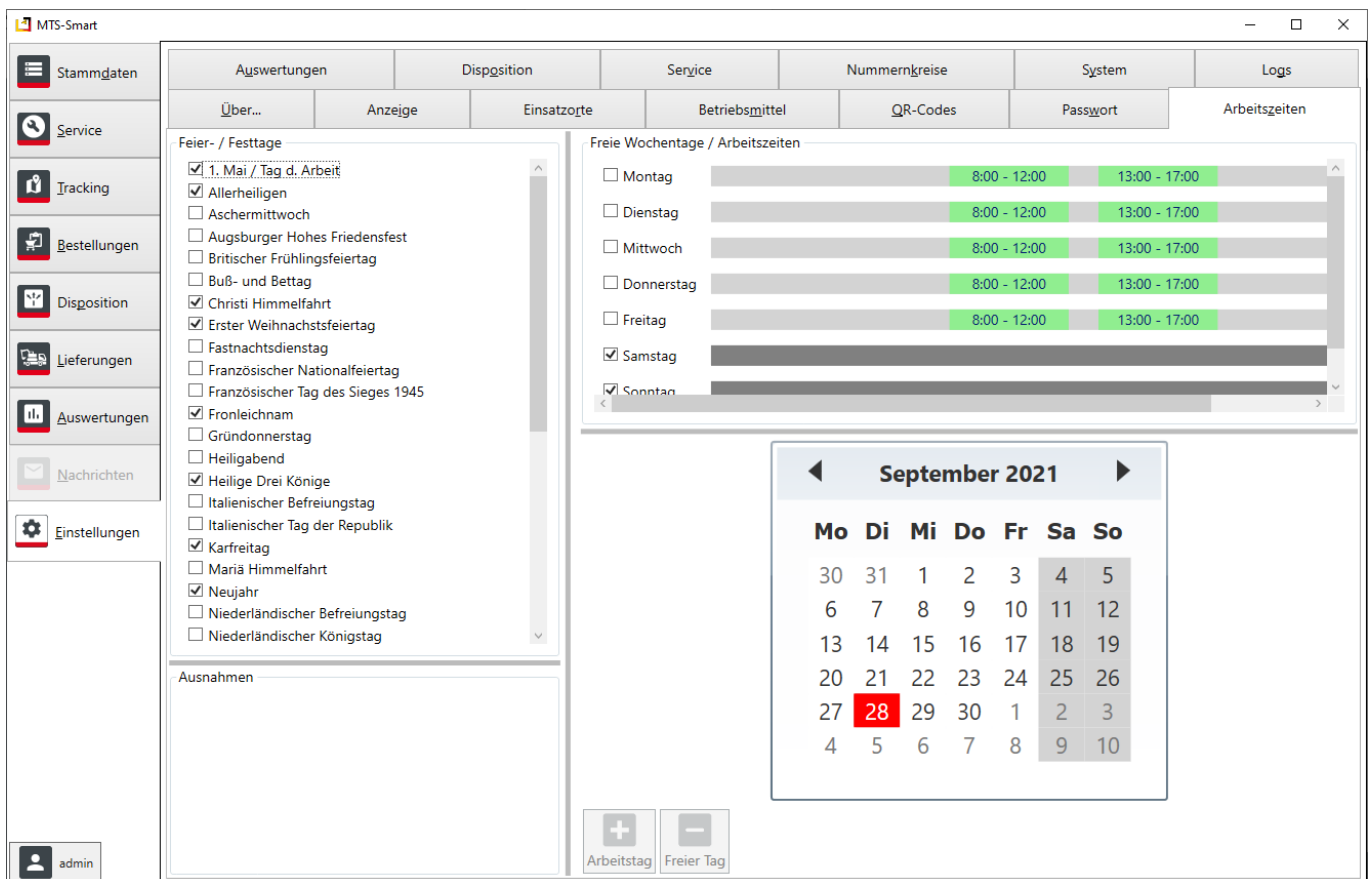 MTS-Smart
Stammdaten
Service
Tracking
Bestellungen
Disposition
Lieferungen
Auswertungen
Nachrichten
Einstellungen
admin
Auswertungen Disposition Service Nummernkreise System Logs
Über... Anzeige Einsatzorte Betriebsmittel QR-Codes Passwort Arbeitszeiten
Feier- / Festtage
1. Mai / Tag d. Arbeit
Allerheiligen
Aschermittwoch
Augsburger Hohes Friedensfest
Britischer Frühlingsfeiertag
Buß- und Bettag
Christi Himmelfahrt
Erster Weihnachstsfeiertag
Fastnachtsdienstag
Französischer Nationalfeiertag
Französischer Tag des Sieges 1945
Fronleichnam
Gründonnerstag
Heiligabend
Heilige Drei Könige
Italienischer Befreiungstag
Italienischer Tag der Republik
Karfreitag
Mariä Himmelfahrt
Neujahr
Niederländischer Befreiungstag
Niederländischer Königstag
Ausnahmen
Freie Wochentage / Arbeitszeiten
Montag 8:00 - 12:00 13:00 - 17:00
Dienstag 8:00 - 12:00 13:00 - 17:00
Mittwoch 8:00 - 12:00 13:00 - 17:00
Donnerstag 8:00 - 12:00 13:00 - 17:00
Freitag 8:00 - 12:00 13:00 - 17:00
Samstag
Sonntag
September 2021
Mo Di Mi Do Fr Sa So
30 31 1 2 3 4 5
6 7 8 9 10 11 12
13 14 15 16 17 18 19
20 21 22 23 24 25 26
27 28 29 30 1 2 3
4 5 6 7 8 9 10
Arbeitstag Freier Tag